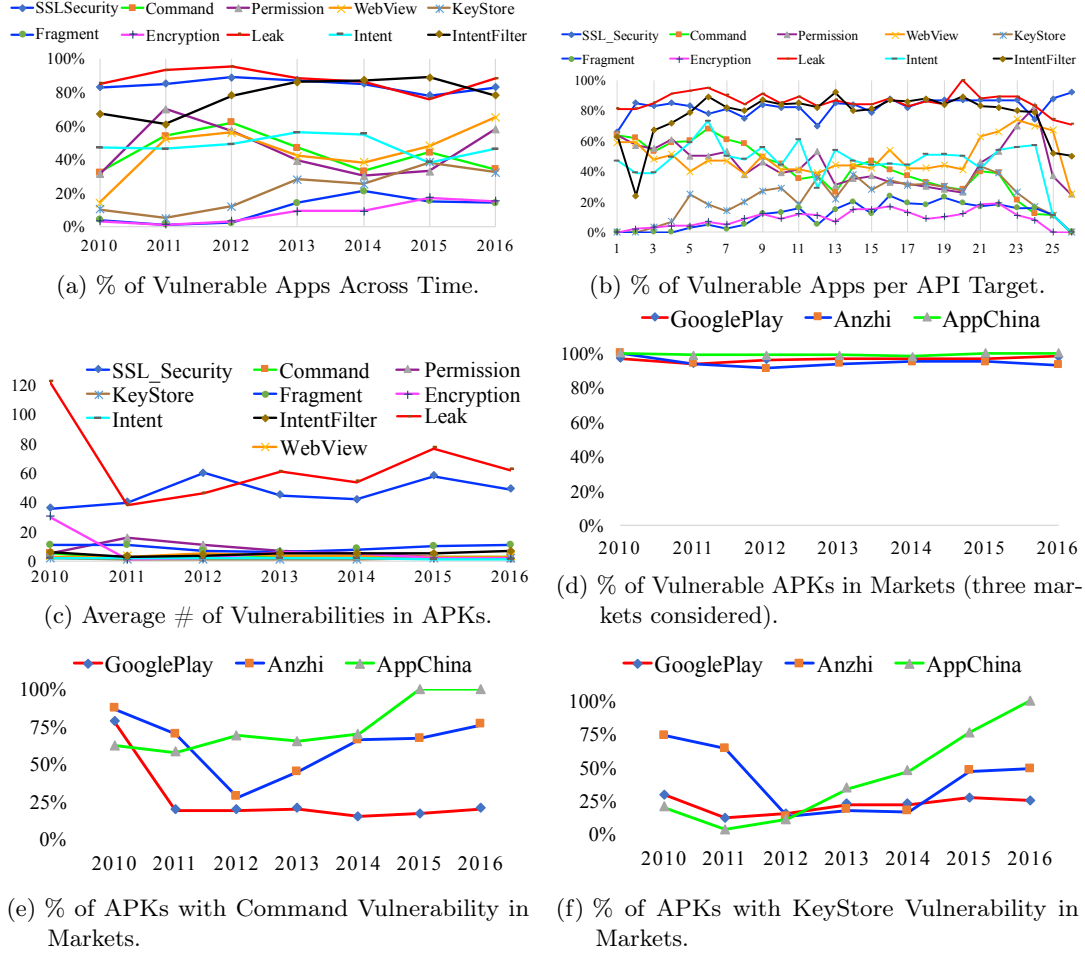 SSLSecurity Command Permission WebView KeyStore
Fragment Encryption Leak Intent IntentFilter
100%
80%
60%
40%
20%
0%
2010 2011 2012 2013 2014 2015 2016
(a) % of Vulnerable Apps Across Time.
SSL_Security Command Permission WebView KeyStore
Fragment Encryption Leak Intent IntentFilter
100%
80%
60%
40%
20%
0%
1 3 5 7 9 11 13 15 17 19 21 23 25
(b) % of Vulnerable Apps per API Target.
SSL_Security Command Permission
KeyStore Fragment Encryption
Intent IntentFilter Leak
WebView
120
100
80
60
40
20
0
2010 2011 2012 2013 2014 2015 2016
(c) Average # of Vulnerabilities in APKs.
GooglePlay Anzhi AppChina
100%
80%
60%
40%
20%
0%
2010 2011 2012 2013 2014 2015 2016
(d) % of Vulnerable APKs in Markets (three mar-
kets considered).
GooglePlay Anzhi AppChina
100%
75%
50%
25%
0%
2010 2011 2012 2013 2014 2015 2016
(e) % of APKs with Command Vulnerability in
Markets.
GooglePlay Anzhi AppChina
100%
75%
50%
25%
0%
2010 2011 2012 2013 2014 2015 2016
(f) % of APKs with KeyStore Vulnerability in
Markets.